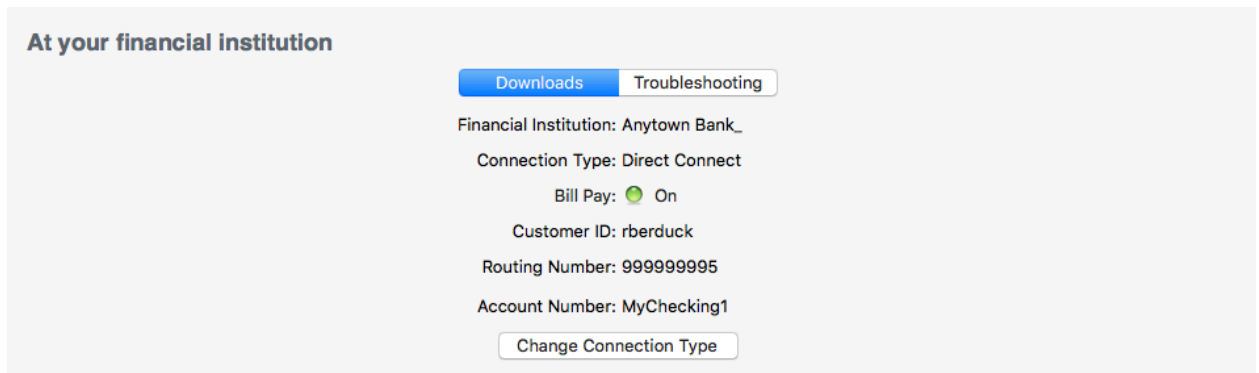 At your financial institution
Downloads Troubleshooting
Financial Institution: Anytown Bank_
Connection Type: Direct Connect
Bill Pay: On
Customer ID: rberduck
Routing Number: 999999995
Account Number: MyChecking1
Change Connection Type